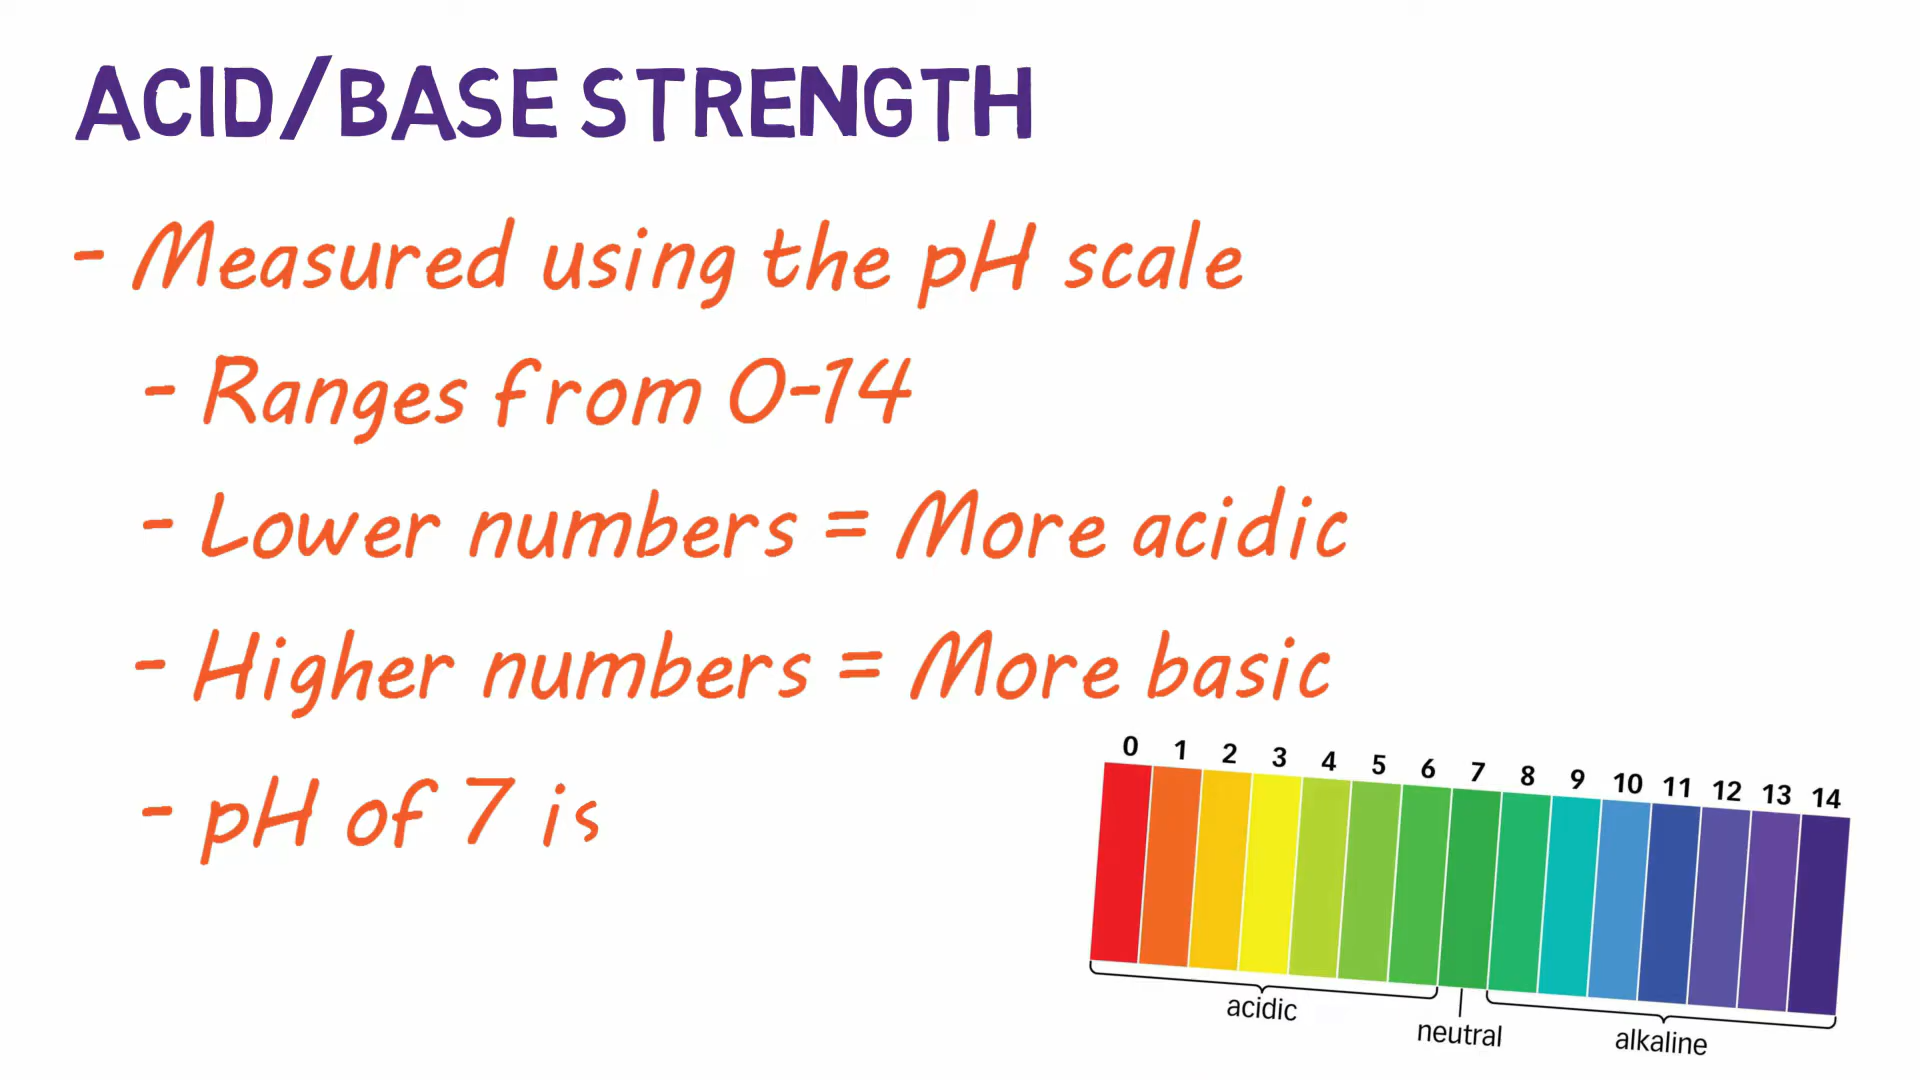 ACID/BASE STRENGTH
- Measured using the pH scale
- Ranges from 0-14
- Lower numbers = More acidic
- Higher numbers = More basic
- pH of 7 is
0 1 2 3 4 5 6 7 8 9 10 11 12 13 14
acidic
neutral
alkaline